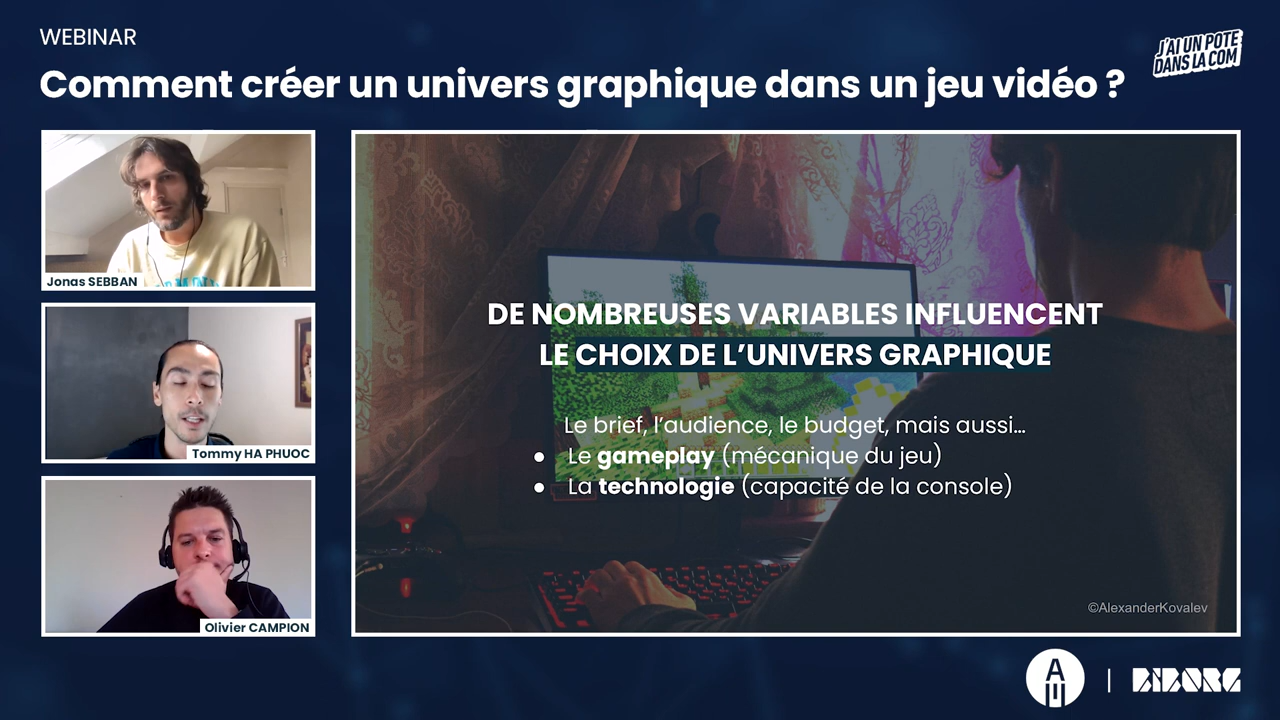 WEBINAR
J'AI UN POTE
DANS LA COM
Comment créer un univers graphique dans un jeu vidéo ?
Jonas SEBBAN
Tommy HA PHUOC
Olivier CAMPION
DE NOMBREUSES VARIABLES INFLUENCENT
LE CHOIX DE L’UNIVERS GRAPHIQUE
Le brief, l’audience, le budget, mais aussi…
● Le gameplay (mécanique du jeu)
● La technologie (capacité de la console)
©AlexanderKovalev
BIBORG